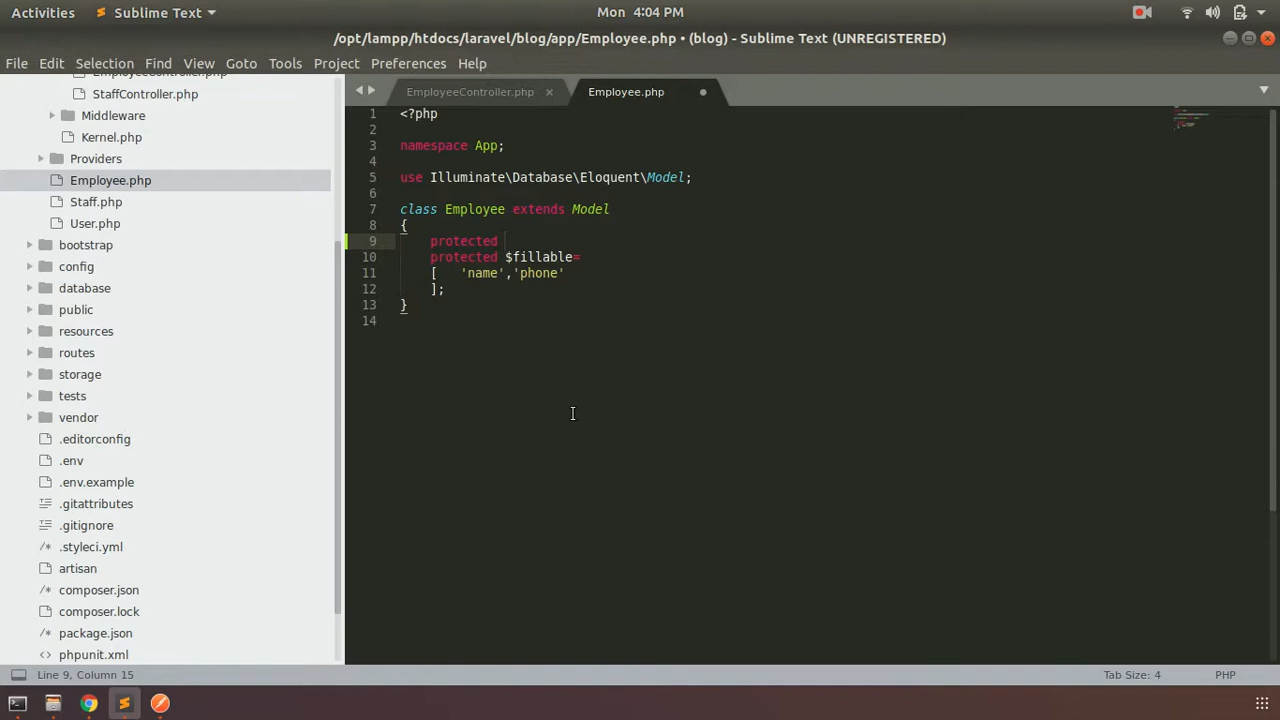 Activities Sublime Text Mon 4:04 PM
/opt/lampp/htdocs/laravel/blog/app/Employee.php • (blog) - Sublime Text (UNREGISTERED)
File Edit Selection Find View Goto Tools Project Preferences Help
EmployeeController.php
StaffController.php
Middleware
Kernel.php
Providers
Employee.php
Staff.php
User.php
bootstrap
config
database
public
resources
routes
storage
tests
vendor
.editorconfig
.env
.env.example
.gitattributes
.gitignore
.styleci.yml
artisan
composer.json
composer.lock
package.json
phpunit.xml
EmployeeController.php × Employee.php
1 <?php
2
3 namespace App;
4
5 use Illuminate\Database\Eloquent\Model;
6
7 class Employee extends Model
8 {
9 protected
10 protected $fillable=
11 [ 'name','phone'
12 ];
13 }
14
Line 9, Column 15 Tab Size: 4 PHP